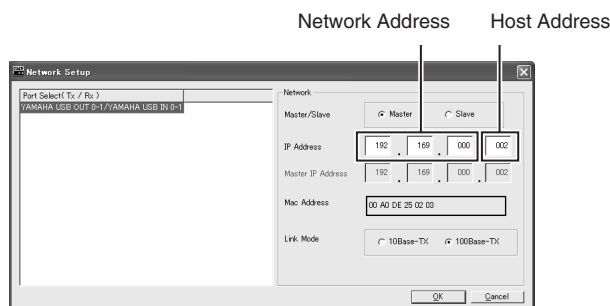 Network Address Host Address
Network Setup
Port Select( Tx / Rx )
YAMAHA USB OUT 0-1/YAMAHA USB IN 0-1
Network
Master/Slave Master Slave
IP Address 192 . 169 . 000 . 002
Master IP Address 192 . 169 . 000 . 002
Mac Address 00 A0 DE 25 02 03
Link Mode 10Base-TX 100Base-TX
OK Cancel